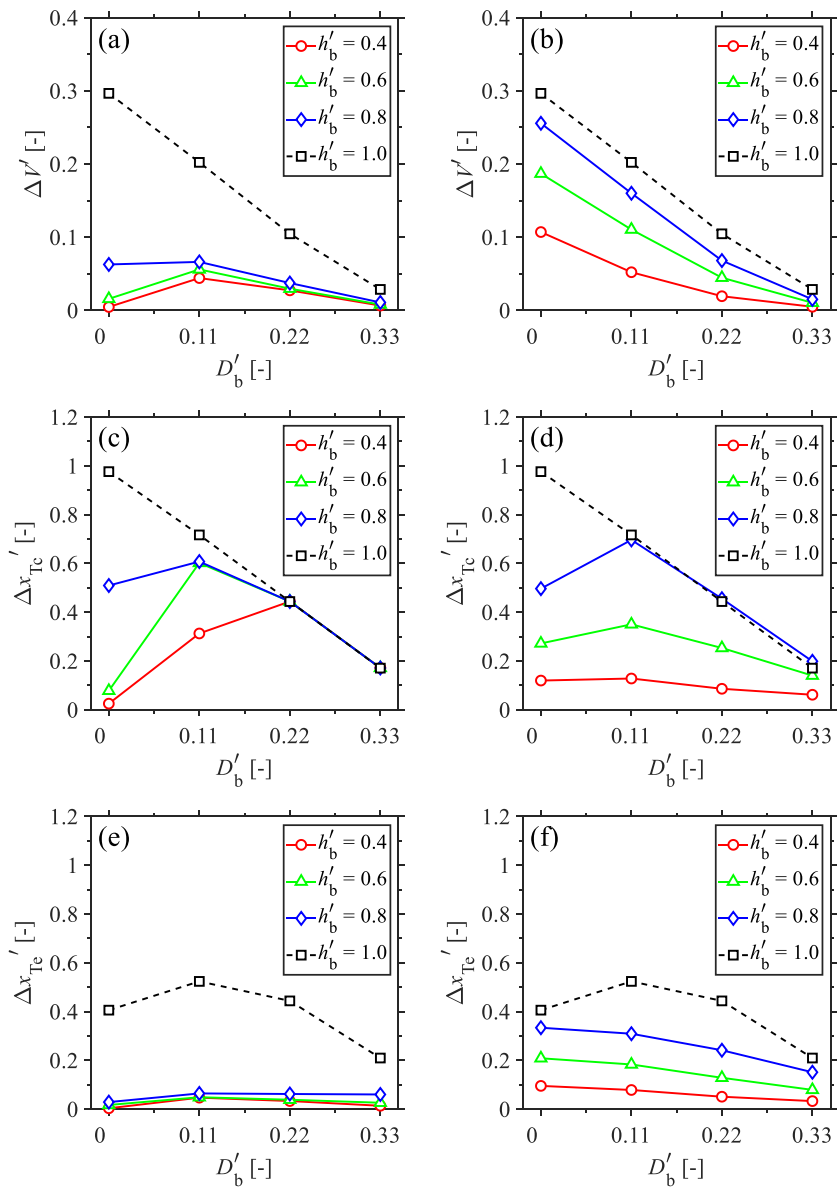 (a)
h′b = 0.4
h′b = 0.6
h′b = 0.8
h′b = 1.0
0.4
0.3
0.2
0.1
0
ΔV′ [-]
0 0.11 0.22 0.33
D′b [-]
(b)
h′b = 0.4
h′b = 0.6
h′b = 0.8
h′b = 1.0
0.4
0.3
0.2
0.1
0
ΔV′ [-]
0 0.11 0.22 0.33
D′b [-]
(c)
h′b = 0.4
h′b = 0.6
h′b = 0.8
h′b = 1.0
1.2
1
0.8
0.6
0.4
0.2
0
ΔxTc′ [-]
0 0.11 0.22 0.33
D′b [-]
(d)
h′b = 0.4
h′b = 0.6
h′b = 0.8
h′b = 1.0
1.2
1
0.8
0.6
0.4
0.2
0
ΔxTc′ [-]
0 0.11 0.22 0.33
D′b [-]
(e)
h′b = 0.4
h′b = 0.6
h′b = 0.8
h′b = 1.0
1.2
1
0.8
0.6
0.4
0.2
0
ΔxTe′ [-]
0 0.11 0.22 0.33
D′b [-]
(f)
h′b = 0.4
h′b = 0.6
h′b = 0.8
h′b = 1.0
1.2
1
0.8
0.6
0.4
0.2
0
ΔxTe′ [-]
0 0.11 0.22 0.33
D′b [-]